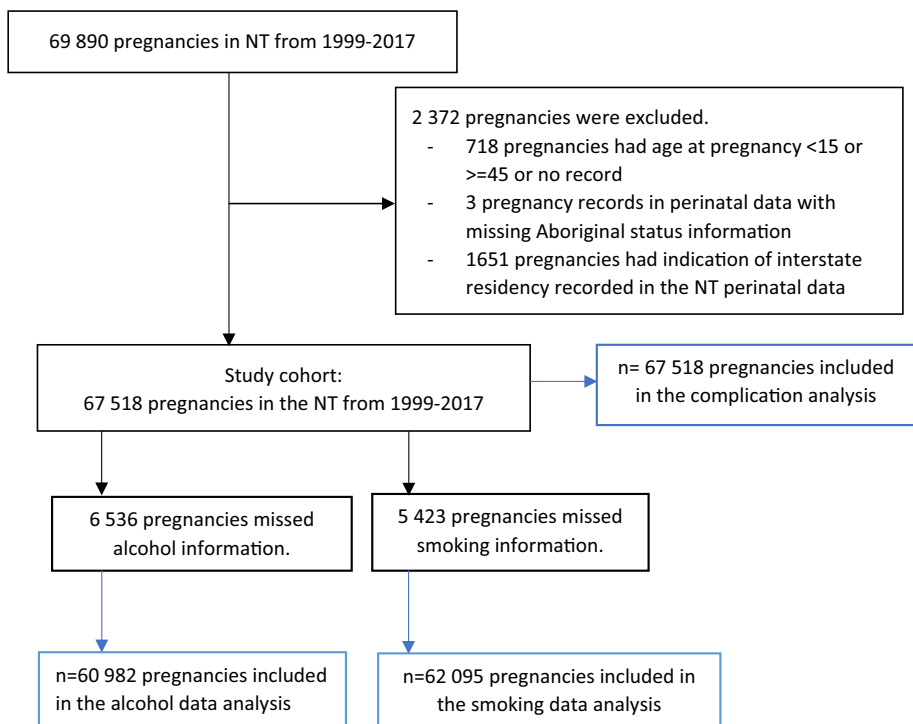 69 890 pregnancies in NT from 1999-2017
2 372 pregnancies were excluded.
- 718 pregnancies had age at pregnancy <15 or
>=45 or no record
- 3 pregnancy records in perinatal data with
missing Aboriginal status information
- 1651 pregnancies had indication of interstate
residency recorded in the NT perinatal data
Study cohort:
67 518 pregnancies in the NT from 1999-2017
n= 67 518 pregnancies included
in the complication analysis
6 536 pregnancies missed
alcohol information.
5 423 pregnancies missed
smoking information.
n=60 982 pregnancies included
in the alcohol data analysis
n=62 095 pregnancies included in
the smoking data analysis